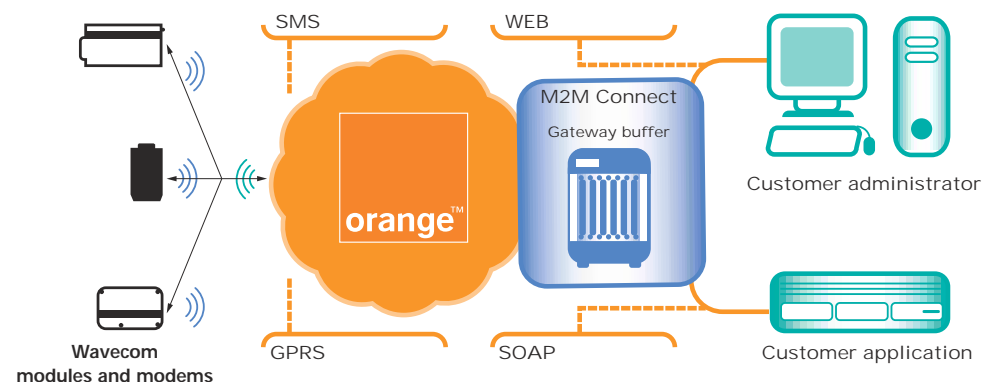 SMS
WEB
M2M Connect
Gateway buffer
orange™
Customer administrator
GPRS
SOAP
Customer application
Wavecom
modules and modems